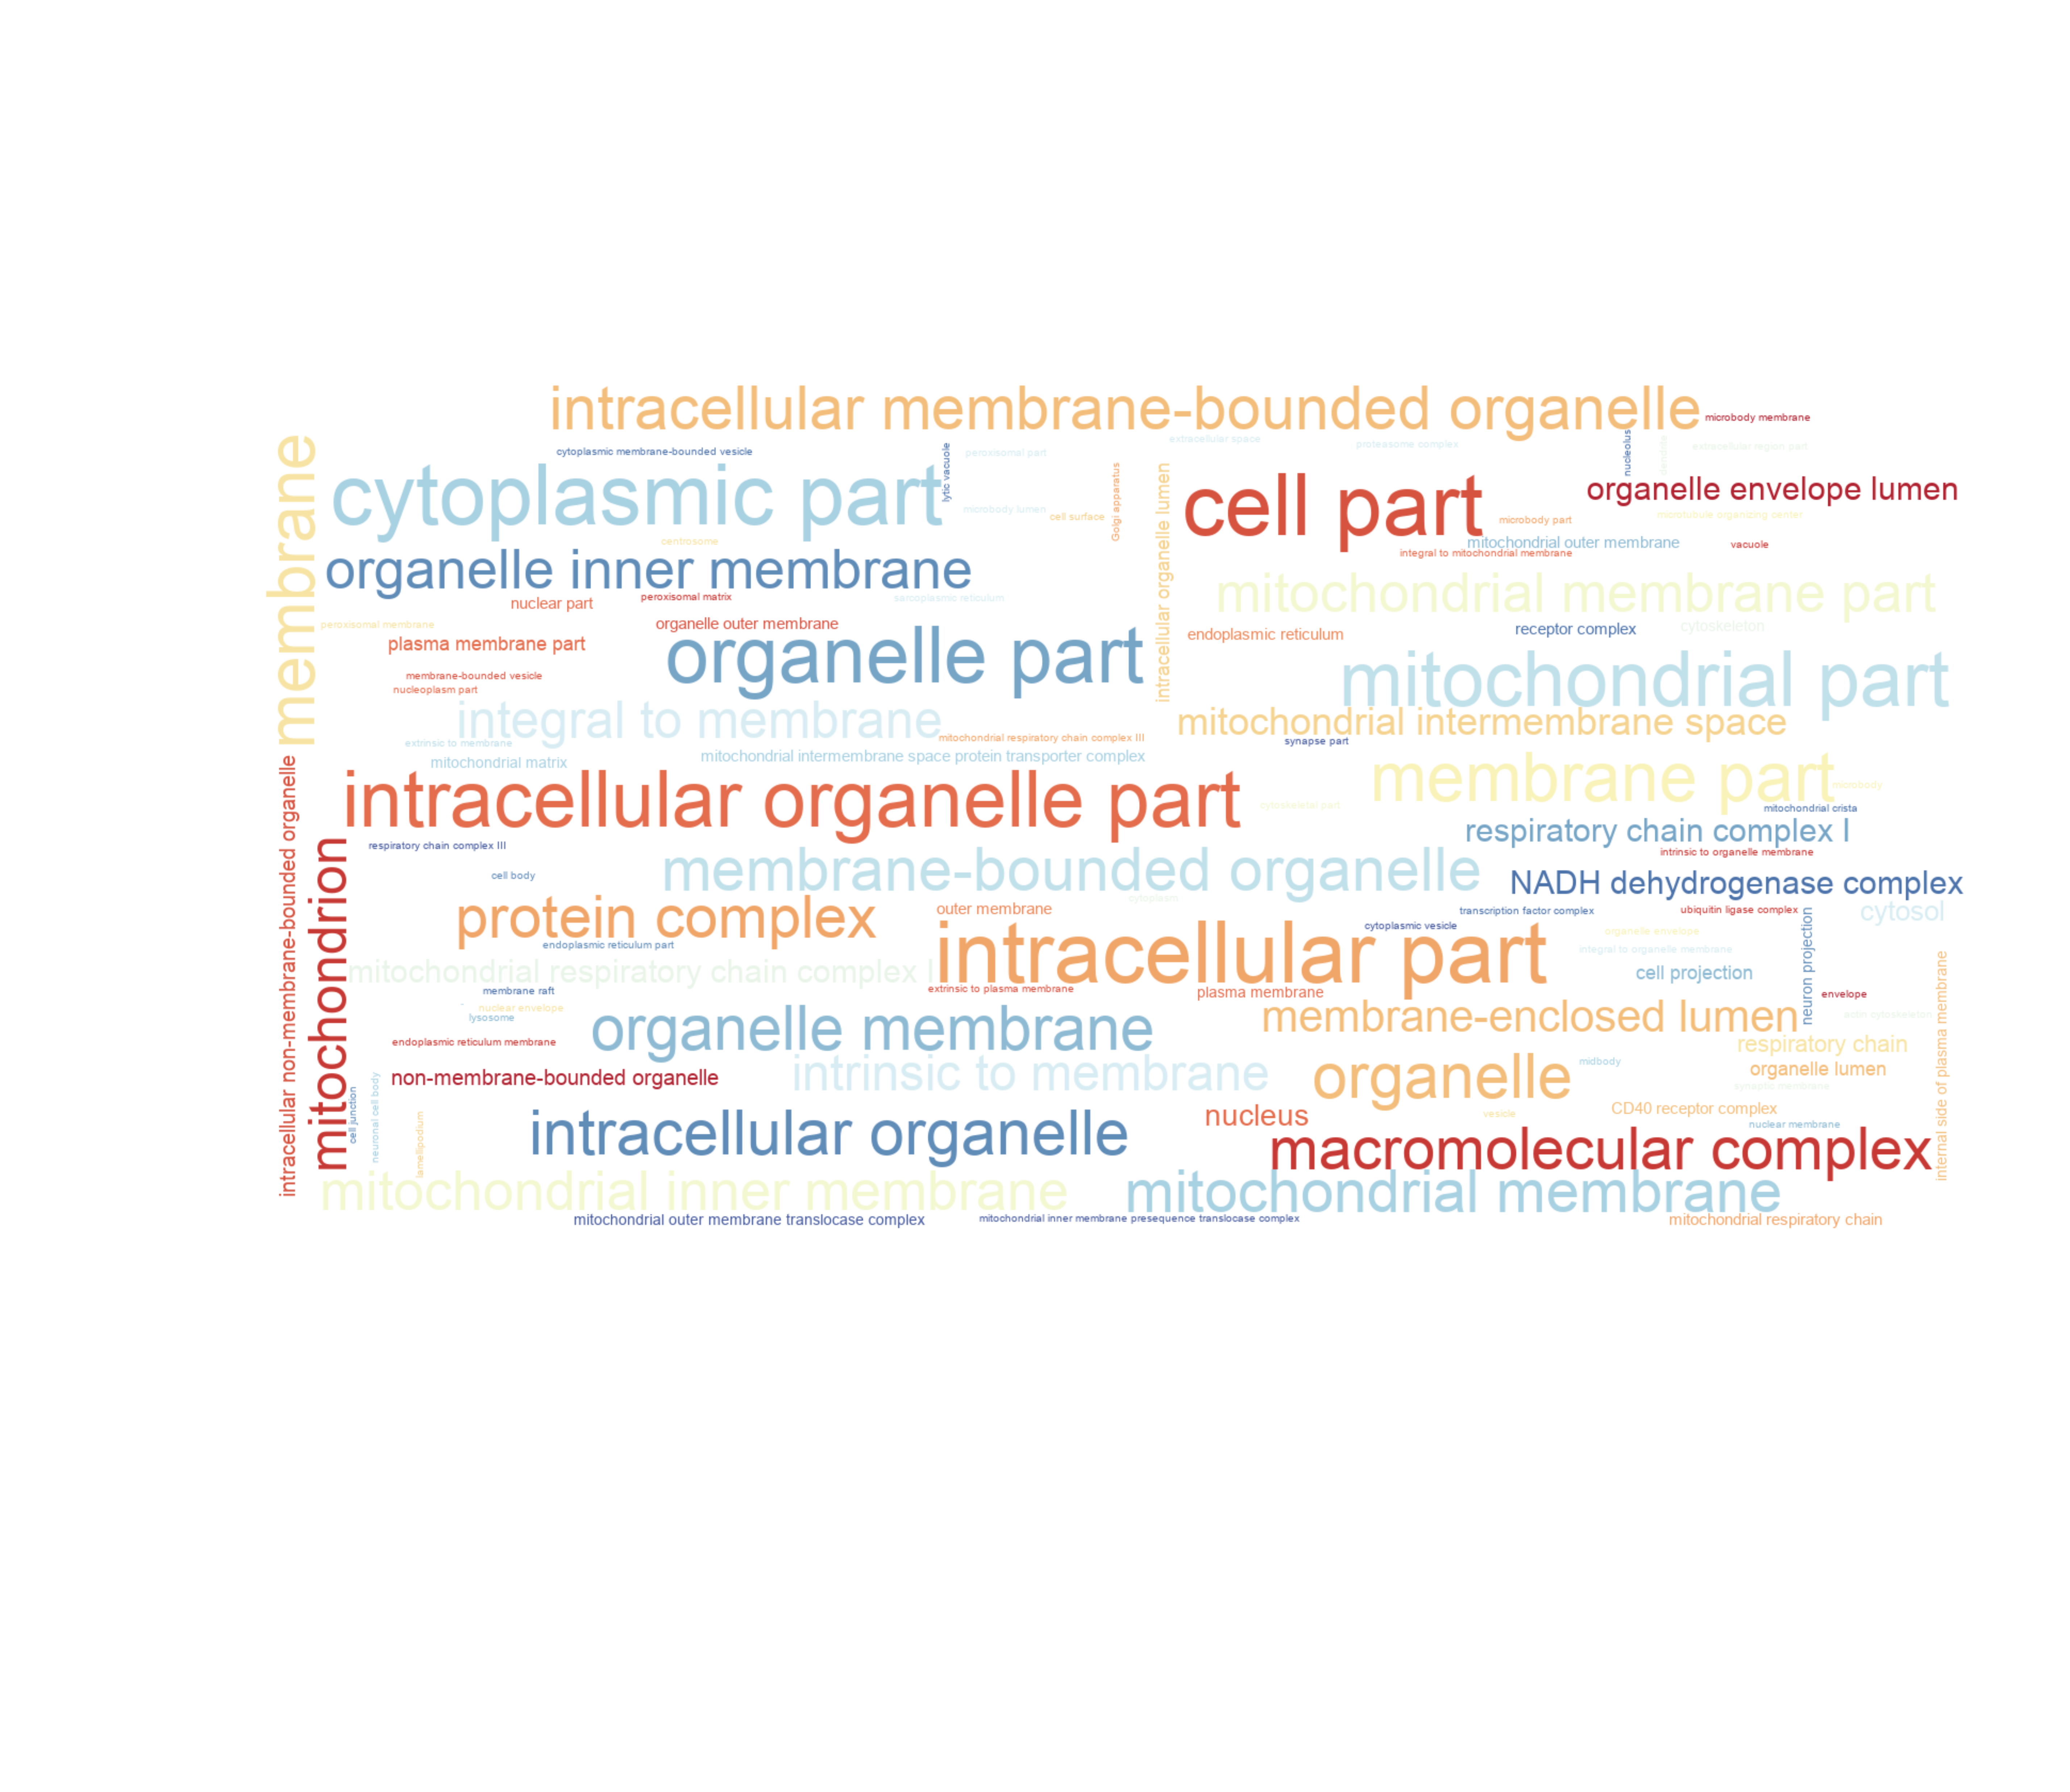 intracellular membrane-bounded organelle
microbody membrane
extracellular space
proteasome complex
nucleolus
dendrite
extracellular region part
membrane
cytoplasmic membrane-bounded vesicle
lytic vacuole
peroxisomal part
cytoplasmic part
Golgi apparatus
intracellular organelle lumen
cell part
organelle envelope lumen
microbody lumen
cell surface
microbody part
microtubule organizing center
centrosome
mitochondrial outer membrane
vacuole
integral to mitochondrial membrane
organelle inner membrane
mitochondrial membrane part
nuclear part
peroxisomal matrix
sarcoplasmic reticulum
peroxisomal membrane
organelle outer membrane
endoplasmic reticulum
receptor complex
cytoskeleton
plasma membrane part
organelle part
membrane-bounded vesicle
nucleoplasm part
mitochondrial part
integral to membrane
mitochondrial intermembrane space
extrinsic to membrane
mitochondrial respiratory chain complex III
synapse part
mitochondrial matrix
mitochondrial intermembrane space protein transporter complex
membrane part
microbody
intracellular non-membrane-bounded organelle
intracellular organelle part
cytoskeletal part
mitochondrial crista
mitochondrion
respiratory chain complex III
respiratory chain complex I
intrinsic to organelle membrane
cell body
membrane-bounded organelle
NADH dehydrogenase complex
cytoplasm
protein complex
outer membrane
transcription factor complex
ubiquitin ligase complex
cytosol
endoplasmic reticulum part
intracellular part
cytoplasmic vesicle
organelle envelope
integral to organelle membrane
neuron projection
mitochondrial respiratory chain complex I
cell projection
internal side of plasma membrane
membrane raft
extrinsic to plasma membrane
plasma membrane
envelope
nuclear envelope
lysosome
organelle membrane
membrane-enclosed lumen
actin cytoskeleton
endoplasmic reticulum membrane
respiratory chain
non-membrane-bounded organelle
intrinsic to membrane
organelle
midbody
organelle lumen
synaptic membrane
cell junction
neuronal cell body
lamellipodium
intracellular organelle
nucleus
vesicle
CD40 receptor complex
nuclear membrane
macromolecular complex
mitochondrial inner membrane
mitochondrial membrane
mitochondrial outer membrane translocase complex
mitochondrial inner membrane presequence translocase complex
mitochondrial respiratory chain